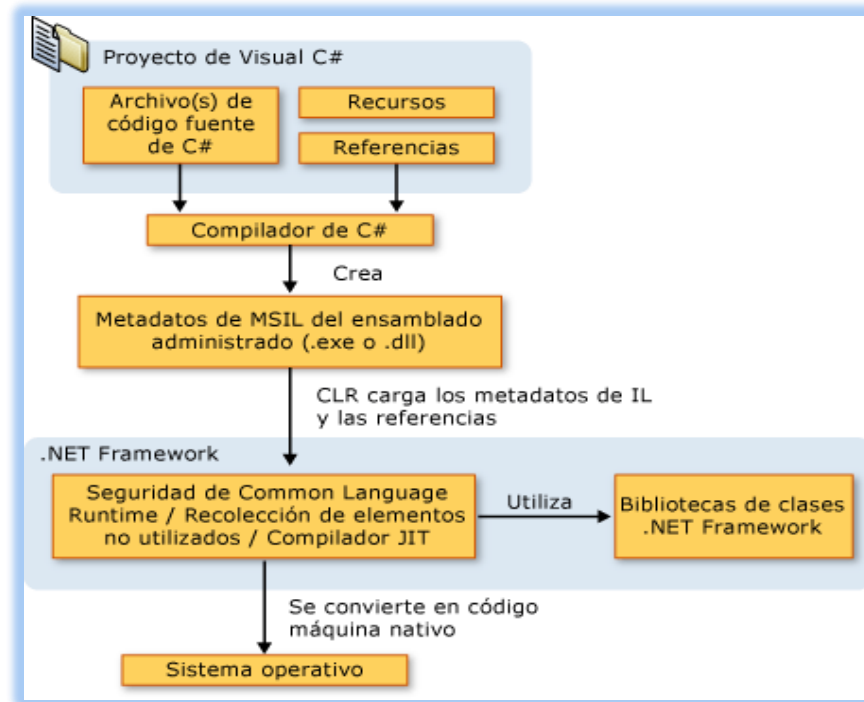 Proyecto de Visual C#
Archivo(s) de
código fuente
de C#
Recursos
Referencias
Compilador de C#
Crea
Metadatos de MSIL del ensamblado
administrado (.exe o .dll)
CLR carga los metadatos de IL
y las referencias
.NET Framework
Seguridad de Common Language
Runtime / Recolección de elementos
no utilizados / Compilador JIT
Utiliza
Bibliotecas de clases
.NET Framework
Se convierte en código
máquina nativo
Sistema operativo